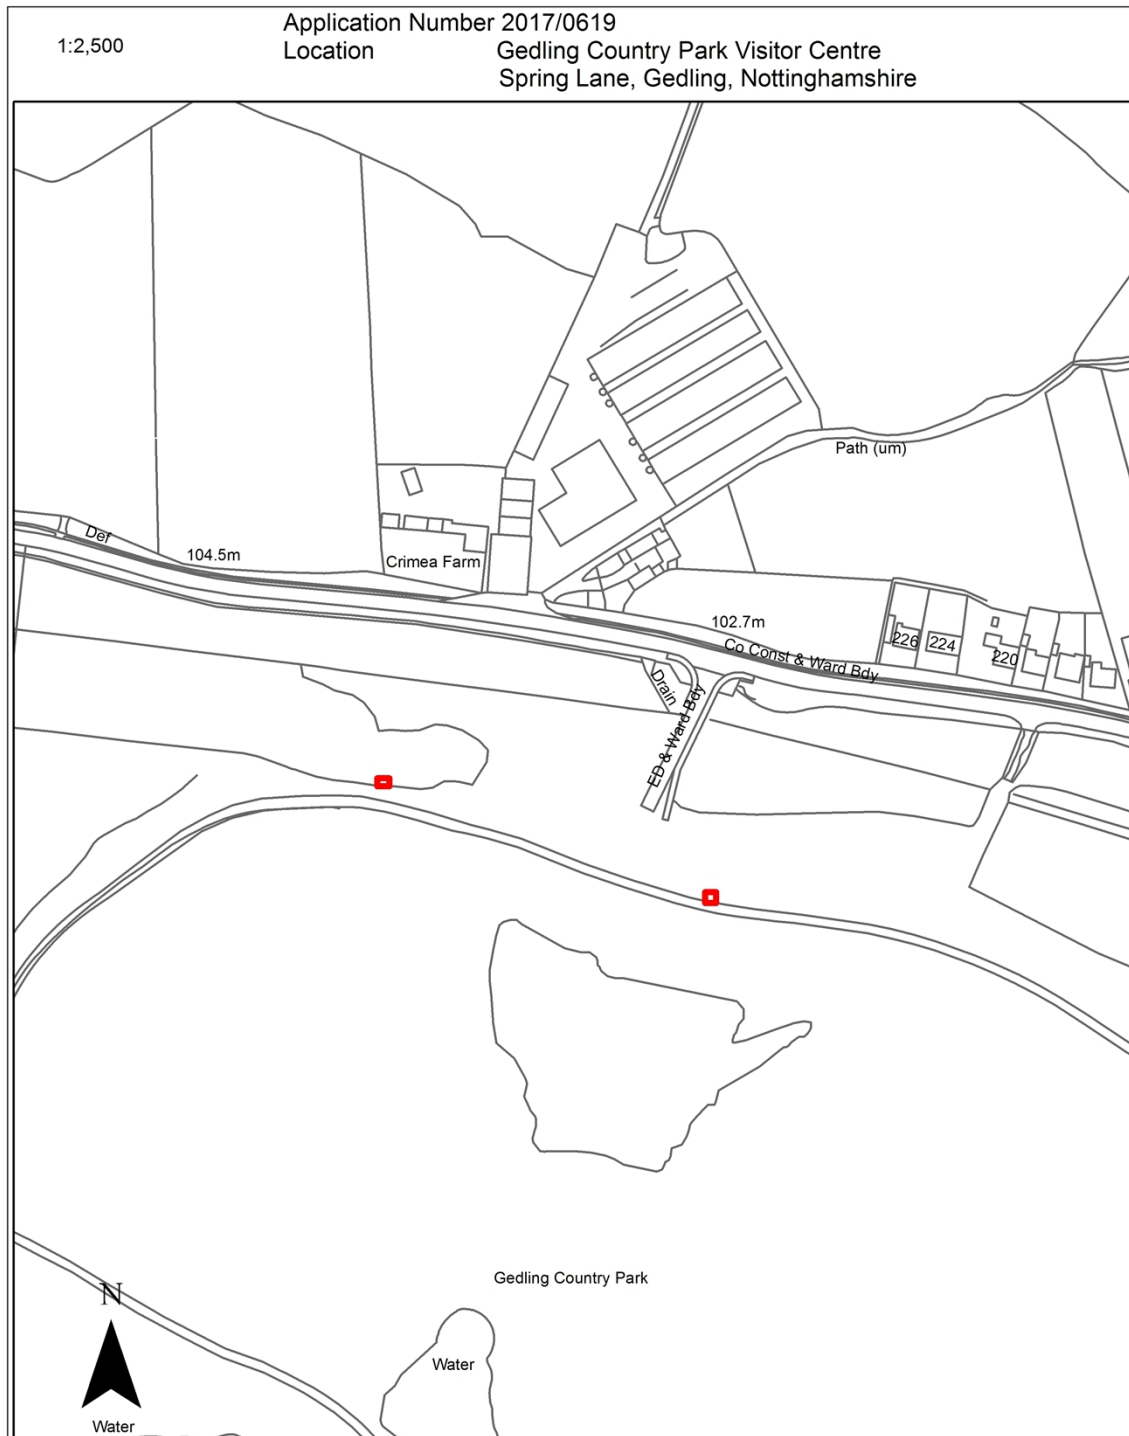 Application Number 2017/0619
1:2,500
Location Gedling Country Park Visitor Centre
Spring Lane, Gedling, Nottinghamshire
Path (um)
Def
104.5m
Crimea Farm
102.7m
Co Const & Ward Bdy
226
224
220
Drain
ED & Ward Bdy
Gedling Country Park
N
Water
Water